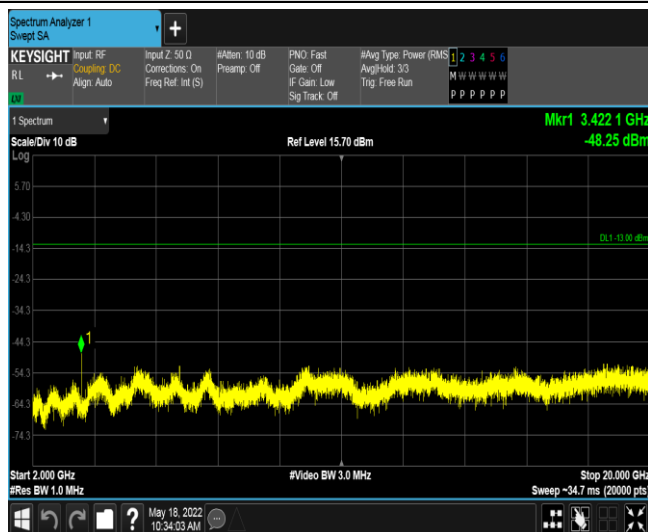 Spectrum Analyzer 1
Swept SA
+
KEYSIGHT Input: RF Input Z: 50 Ω #Atten: 10 dB PNO: Fast #Avg Type: Power (RMS 1 2 3 4 5 6
RL Coupling: DC Corrections: On Preamp: Off Gate: Off Avg|Hold: 3/3 M W W W W W
Align: Auto Freq Ref: Int (S) IF Gain: Low Trig: Free Run
Sig Track: Off P P P P P P
LXI
1 Spectrum Mkr1 3.422 1 GHz
Scale/Div 10 dB Ref Level 15.70 dBm -48.25 dBm
Log
5.70
-4.30
DL1 -13.00 dBm
-14.3
-24.3
-34.3
-44.3
1
-54.3
-64.3
-74.3
Start 2.000 GHz #Video BW 3.0 MHz Stop 20.000 GHz
#Res BW 1.0 MHz Sweep ~34.7 ms (20000 pts)
? May 18, 2022
10:34:03 AM